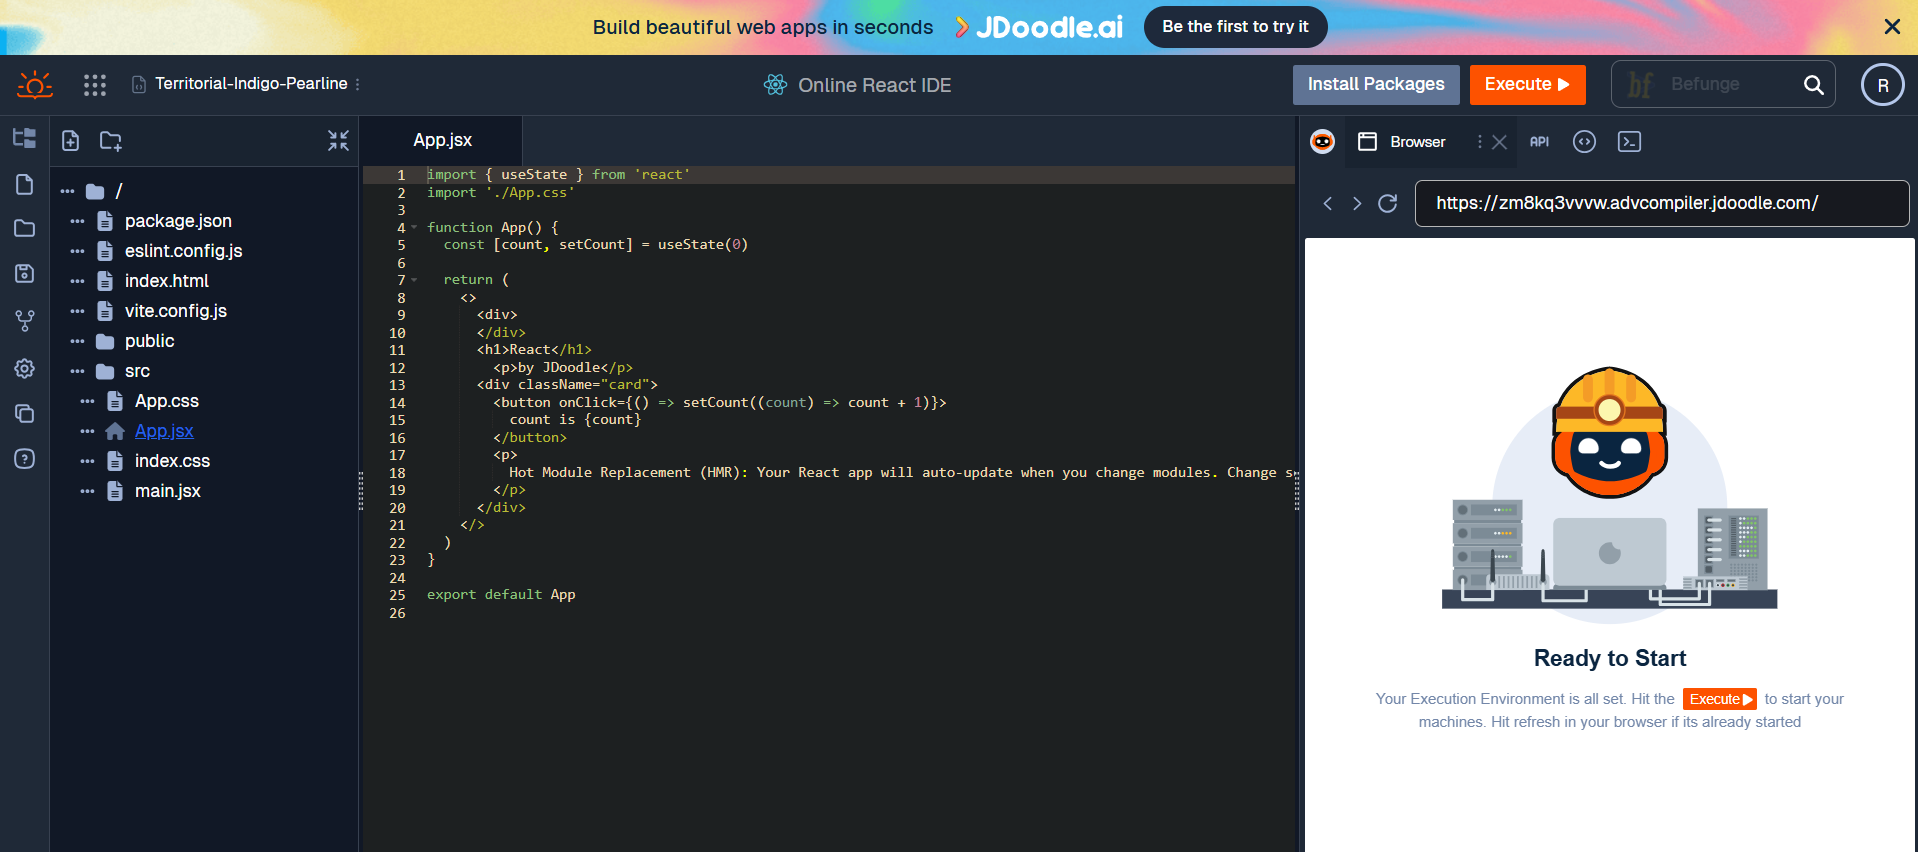 Build beautiful web apps in seconds JDoodle.ai Be the first to try it
Territorial-Indigo-Pearline
Online React IDE
Install Packages
Execute
bf Befunge
R
/
package.json
eslint.config.js
index.html
vite.config.js
public
src
App.css
App.jsx
index.css
main.jsx
App.jsx
1 import { useState } from 'react'
2 import './App.css'
3
4 function App() {
5 const [count, setCount] = useState(0)
6
7 return (
8 <>
9 <div>
10 </div>
11 <h1>React</h1>
12 <p>by JDoodle</p>
13 <div className="card">
14 <button onClick={() => setCount((count) => count + 1)}>
15 count is {count}
16 </button>
17 <p>
18 Hot Module Replacement (HMR): Your React app will auto-update when you change modules. Change s
19 </p>
20 </div>
21 </>
22 )
23 }
24
25 export default App
26
Browser
API
https://zm8kq3vvvw.advcompiler.jdoodle.com/
Ready to Start
Your Execution Environment is all set. Hit the Execute to start your
machines. Hit refresh in your browser if its already started